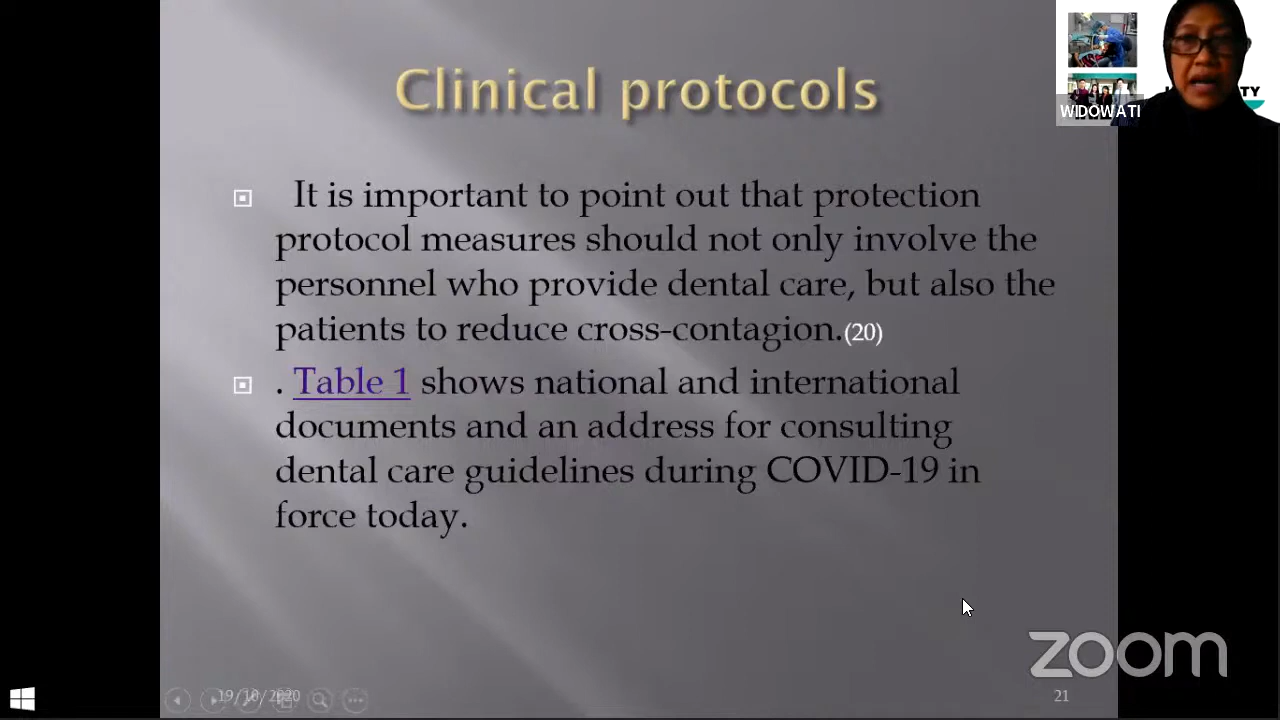 Clinical protocols
WIDOWATI
It is important to point out that protection
protocol measures should not only involve the
personnel who provide dental care, but also the
patients to reduce cross-contagion.(20)
. Table 1 shows national and international
documents and an address for consulting
dental care guidelines during COVID-19 in
force today.
zoom
19/10/2020
21